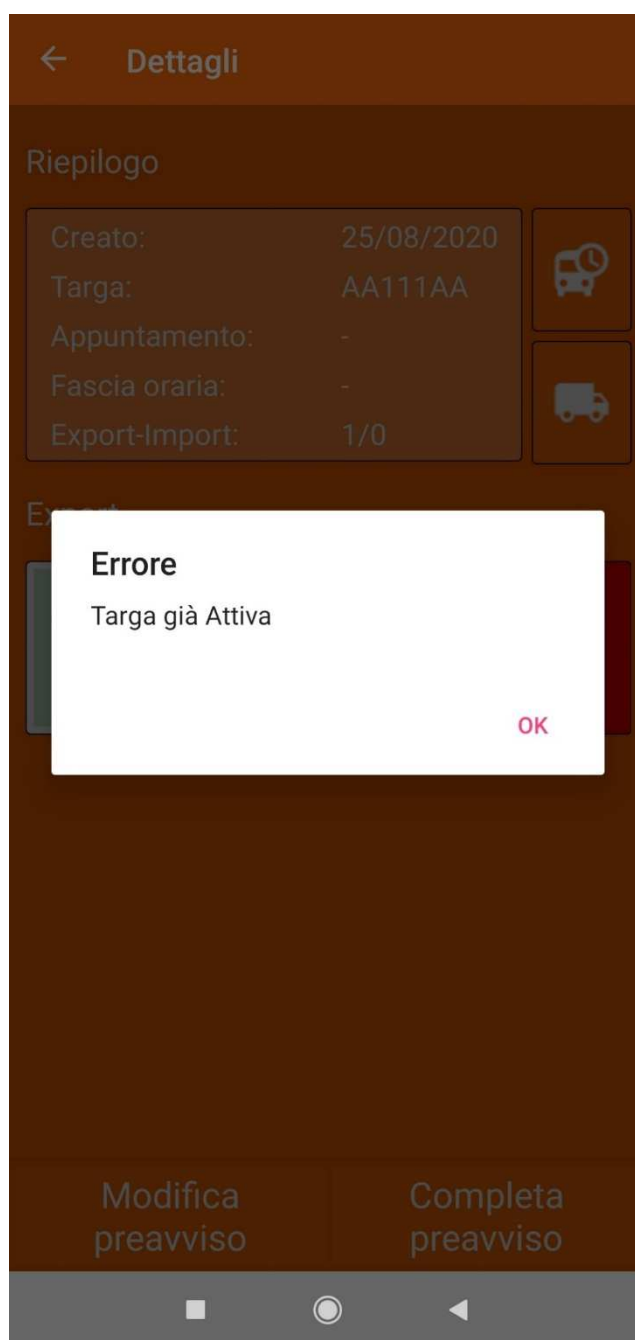 Dettagli
Riepilogo
Creato: 25/08/2020
Targa: AA111AA
Appuntamento: -
Fascia oraria: -
Export-Import: 1/0
Errore
Targa già Attiva
OK
Modifica preavviso
Completa preavviso